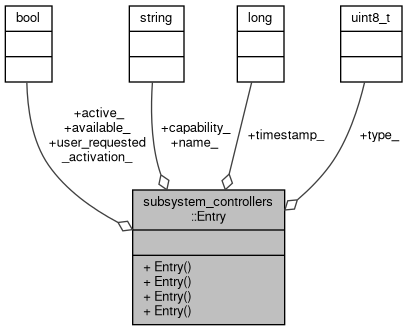 bool
string
long
uint8_t
+active_
+available_
+user_requested
_activation_
+capability_
+name_
+timestamp_
+type_
subsystem_controllers
::Entry
+ Entry()
+ Entry()
+ Entry()
+ Entry()